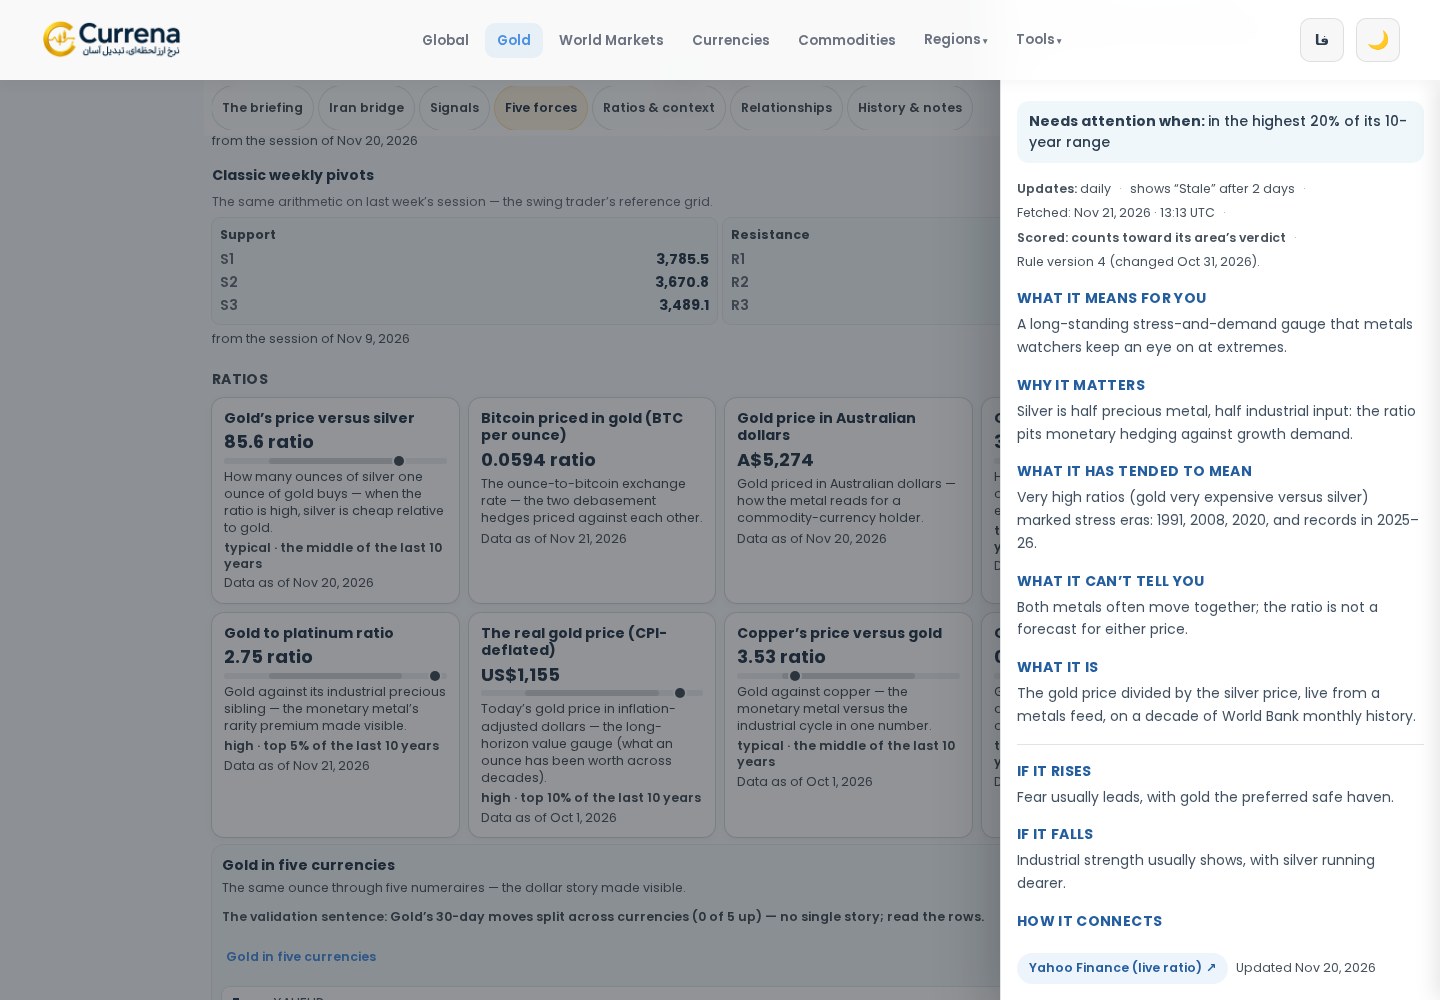 Currena
نرخ ارز لحظه‌ای، تبدیل آسان
Global
Gold
World Markets
Currencies
Commodities
Regions ▾
Tools ▾
فا
The briefing
Iran bridge
Signals
Five forces
Ratios & context
Relationships
History & notes
from the session of Nov 20, 2026
Classic weekly pivots
The same arithmetic on last week’s session — the swing trader’s reference grid.
Support
S1 3,785.5
S2 3,670.8
S3 3,489.1
Resistance
R1
R2
R3
from the session of Nov 9, 2026
RATIOS
Gold’s price versus silver
85.6 ratio
How many ounces of silver one
ounce of gold buys — when the
ratio is high, silver is cheap relative
to gold.
typical · the middle of the last 10
years
Data as of Nov 20, 2026
Bitcoin priced in gold (BTC
per ounce)
0.0594 ratio
The ounce-to-bitcoin exchange
rate — the two debasement
hedges priced against each other.
Data as of Nov 21, 2026
Gold price in Australian
dollars
A$5,274
Gold priced in Australian dollars —
how the metal reads for a
commodity-currency holder.
Data as of Nov 20, 2026
Gold to platinum ratio
2.75 ratio
Gold against its industrial precious
sibling — the monetary metal’s
rarity premium made visible.
high · top 5% of the last 10 years
Data as of Nov 21, 2026
The real gold price (CPI-
deflated)
US$1,155
Today’s gold price in inflation-
adjusted dollars — the long-
horizon value gauge (what an
ounce has been worth across
decades).
high · top 10% of the last 10 years
Data as of Oct 1, 2026
Copper’s price versus gold
3.53 ratio
Gold against copper — the
monetary metal versus the
industrial cycle in one number.
typical · the middle of the last 10
years
Data as of Oct 1, 2026
Gold in five currencies
The same ounce through five numeraires — the dollar story made visible.
The validation sentence: Gold’s 30-day moves split across currencies (0 of 5 up) — no single story; read the rows.
Gold in five currencies
Needs attention when: in the highest 20% of its 10-
year range
Updates: daily · shows “Stale” after 2 days ·
Fetched: Nov 21, 2026 · 13:13 UTC ·
Scored: counts toward its area’s verdict ·
Rule version 4 (changed Oct 31, 2026).
WHAT IT MEANS FOR YOU
A long-standing stress-and-demand gauge that metals
watchers keep an eye on at extremes.
WHY IT MATTERS
Silver is half precious metal, half industrial input: the ratio
pits monetary hedging against growth demand.
WHAT IT HAS TENDED TO MEAN
Very high ratios (gold very expensive versus silver)
marked stress eras: 1991, 2008, 2020, and records in 2025–
26.
WHAT IT CAN’T TELL YOU
Both metals often move together; the ratio is not a
forecast for either price.
WHAT IT IS
The gold price divided by the silver price, live from a
metals feed, on a decade of World Bank monthly history.
IF IT RISES
Fear usually leads, with gold the preferred safe haven.
IF IT FALLS
Industrial strength usually shows, with silver running
dearer.
HOW IT CONNECTS
Yahoo Finance (live ratio) ↗ Updated Nov 20, 2026